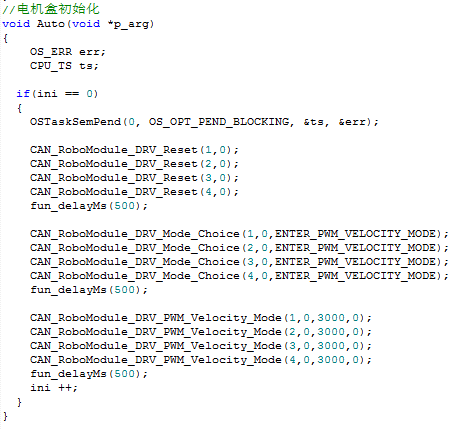 //电机盒初始化
void Auto(void *p_arg)
{
    OS_ERR err;
    CPU_TS ts;
  if(ini == 0)
  {
    OSTaskSemPend(0, OS_OPT_PEND_BLOCKING, &ts, &err);
    CAN_RoboModule_DRV_Reset(1,0);
    CAN_RoboModule_DRV_Reset(2,0);
    CAN_RoboModule_DRV_Reset(3,0);
    CAN_RoboModule_DRV_Reset(4,0);
    fun_delayMs(500);
    CAN_RoboModule_DRV_Mode_Choice(1,0,ENTER_PWM_VELOCITY_MODE);
    CAN_RoboModule_DRV_Mode_Choice(2,0,ENTER_PWM_VELOCITY_MODE);
    CAN_RoboModule_DRV_Mode_Choice(3,0,ENTER_PWM_VELOCITY_MODE);
    CAN_RoboModule_DRV_Mode_Choice(4,0,ENTER_PWM_VELOCITY_MODE);
    fun_delayMs(500);
    CAN_RoboModule_DRV_PWM_Velocity_Mode(1,0,3000,0);
    CAN_RoboModule_DRV_PWM_Velocity_Mode(2,0,3000,0);
    CAN_RoboModule_DRV_PWM_Velocity_Mode(3,0,3000,0);
    CAN_RoboModule_DRV_PWM_Velocity_Mode(4,0,3000,0);
    fun_delayMs(500);
    ini ++;
  }
}